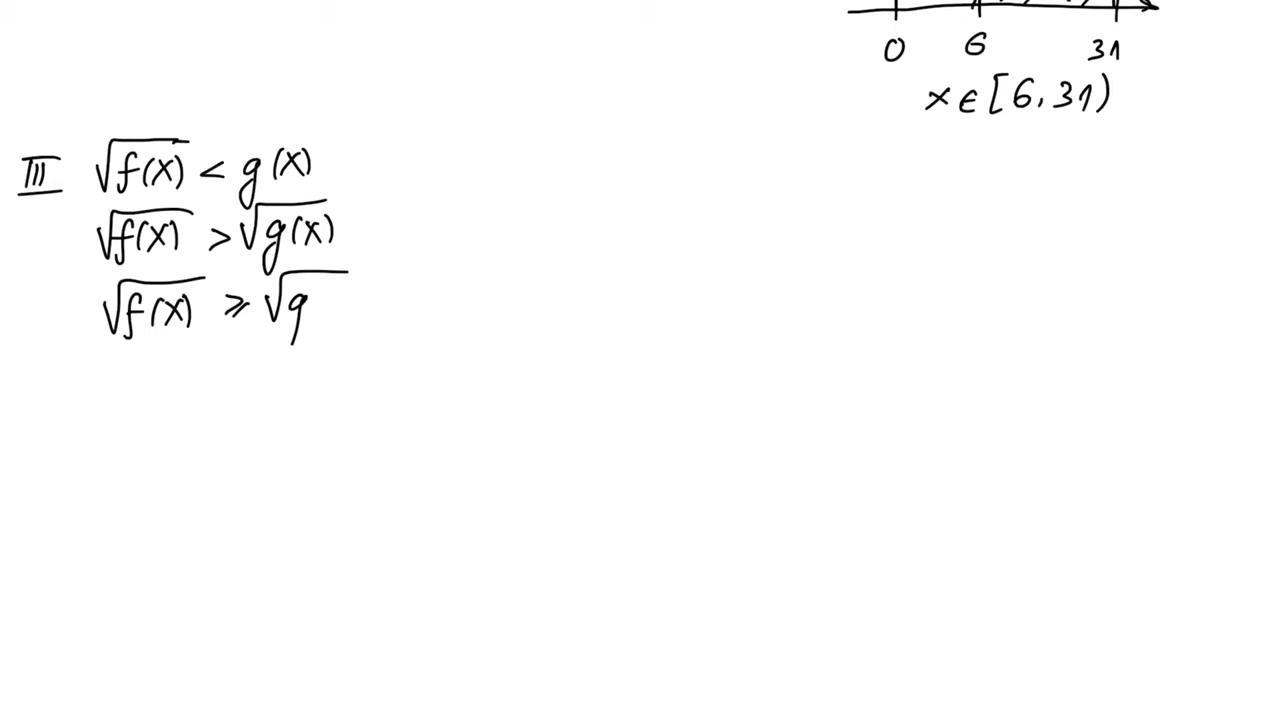 0 6 31
x ∈ [6, 31)
III √f(x) < g(x)
√f(x) > √g(x)
√f(x) ≥ √g